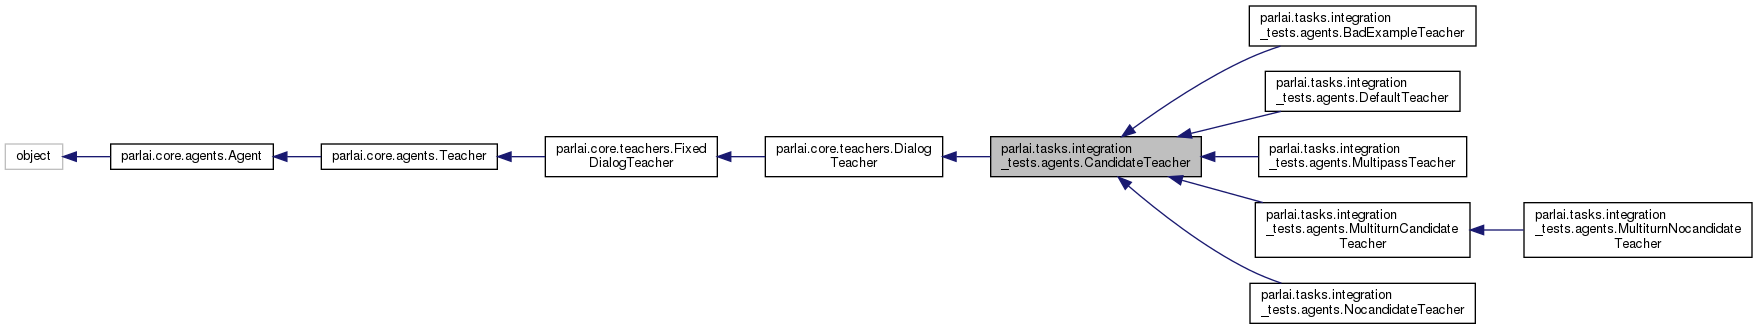 object
parlai.core.agents.Agent
parlai.core.agents.Teacher
parlai.core.teachers.Fixed
DialogTeacher
parlai.core.teachers.Dialog
Teacher
parlai.tasks.integration
_tests.agents.CandidateTeacher
parlai.tasks.integration
_tests.agents.BadExampleTeacher
parlai.tasks.integration
_tests.agents.DefaultTeacher
parlai.tasks.integration
_tests.agents.MultipassTeacher
parlai.tasks.integration
_tests.agents.MultiturnCandidate
Teacher
parlai.tasks.integration
_tests.agents.MultiturnNocandidate
Teacher
parlai.tasks.integration
_tests.agents.NocandidateTeacher